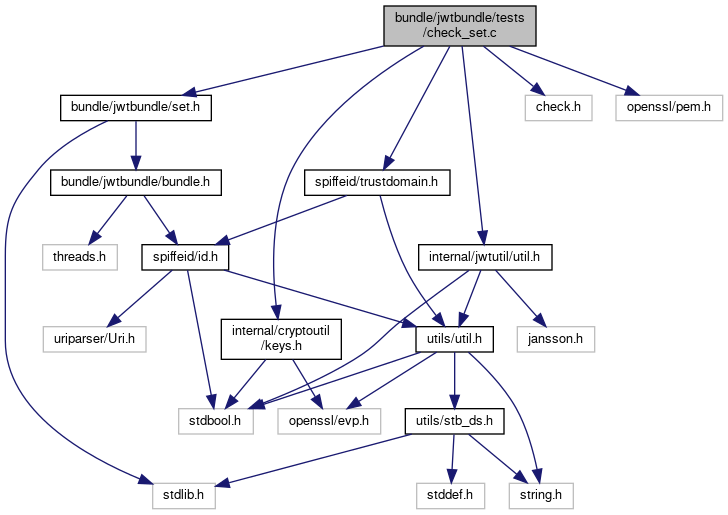 bundle/jwtbundle/tests
/check_set.c
bundle/jwtbundle/set.h
check.h
openssl/pem.h
bundle/jwtbundle/bundle.h
spiffeid/trustdomain.h
threads.h
spiffeid/id.h
internal/jwtutil/util.h
uriparser/Uri.h
internal/cryptoutil
/keys.h
utils/util.h
jansson.h
stdbool.h
openssl/evp.h
utils/stb_ds.h
stdlib.h
stddef.h
string.h